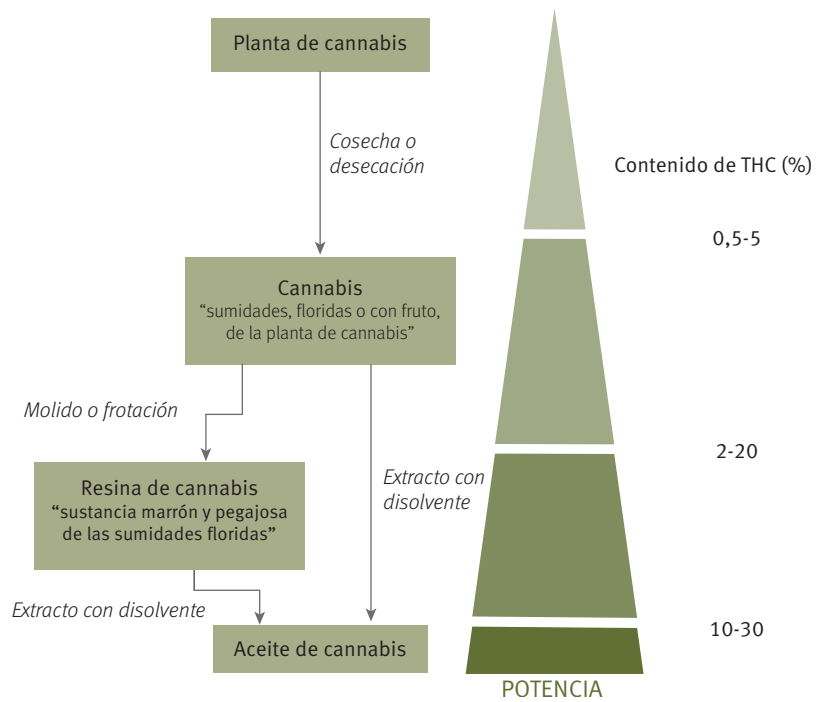 Planta de cannabis
Cosecha o
desecación
Contenido de THC (%)
0,5-5
Cannabis
“sumidades, floridas o con fruto,
de la planta de cannabis”
Molido o frotación
2-20
Resina de cannabis
“sustancia marrón y pegajosa
de las sumidades floridas”
Extracto con
disolvente
Extracto con disolvente
10-30
Aceite de cannabis
POTENCIA